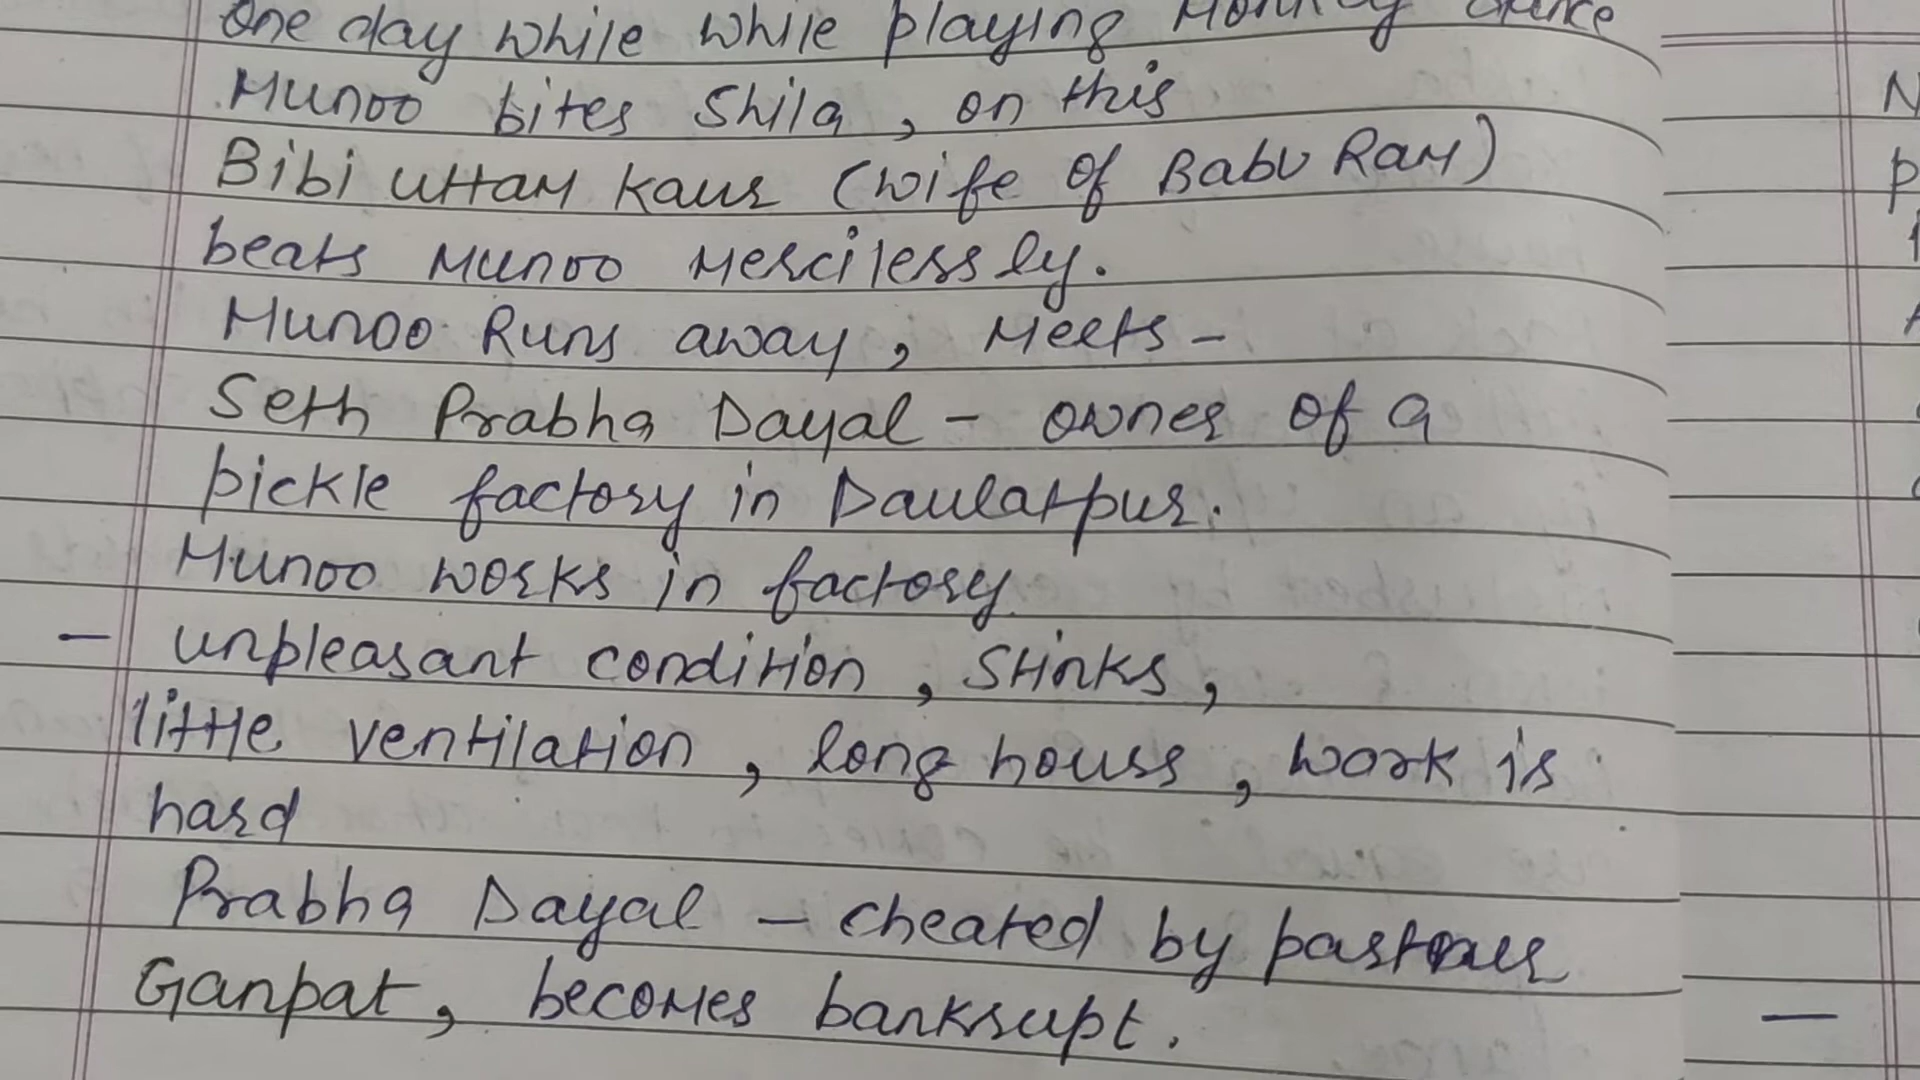 One day while while playing Monkey dance
Munoo bites Shila, on this
Bibi Uttam Kaur (wife of Babu Ram)
beats Munoo mercilessly.
Munoo Runs away, Meets -
Seth Prabha Dayal - owner of a
pickle factory in Daulatpur.
Munoo works in factory
- unpleasant condition, stinks,
little ventilation, long hours, work is
hard
Prabha Dayal - cheated by partner
Ganpat, becomes bankrupt.